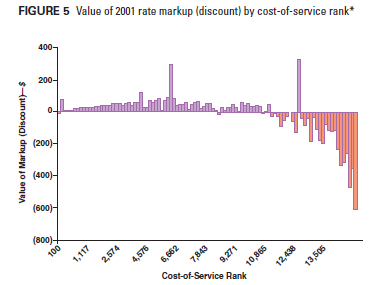 FIGURE 5 Value of 2001 rate markup (discount) by cost-of-service rank*
Value of Markup (Discount)—$
400
200
0
(200)
(400)
(600)
(800)
100 1,117 2,574 4,576 6,662 7,843 9,271 10,865 12,438 13,505
Cost-of-Service Rank